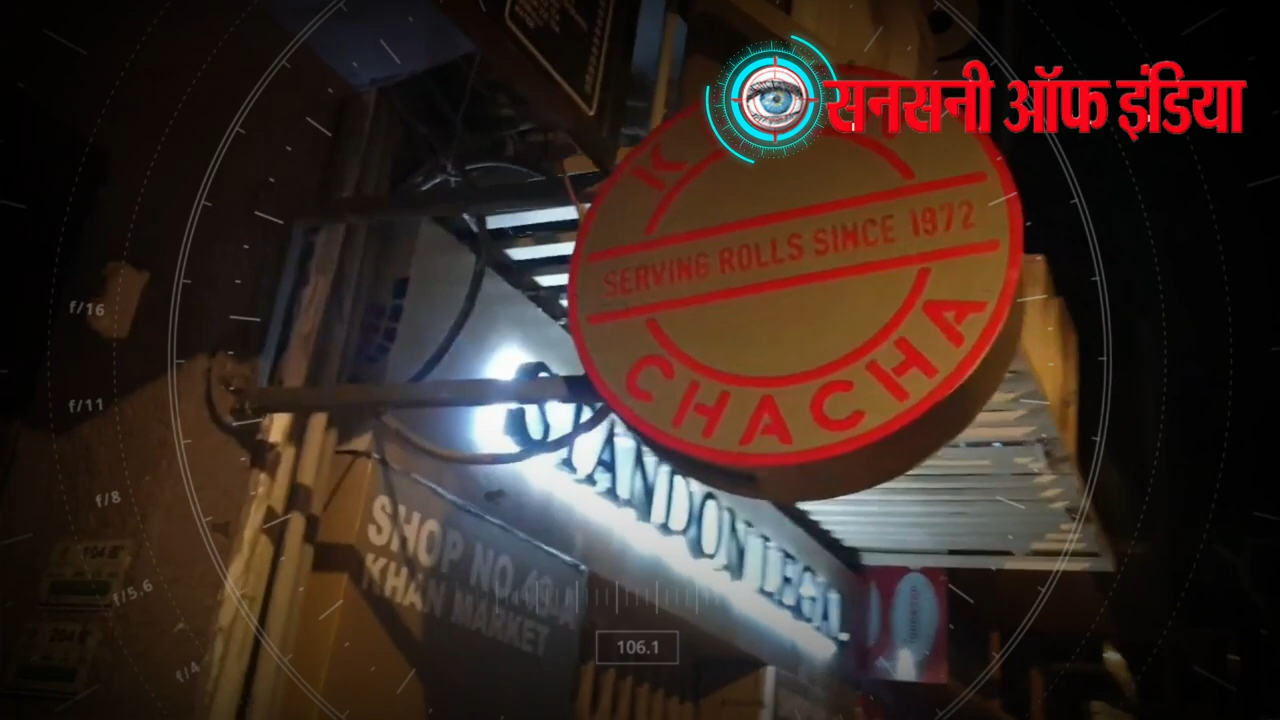 सनसनी ऑफ इंडिया
SERVING ROLLS SINCE 1972
CHACHA
SHOP NO.
KHAN MARKET
f/16
f/11
f/8
f/5.6
f/4
106.1